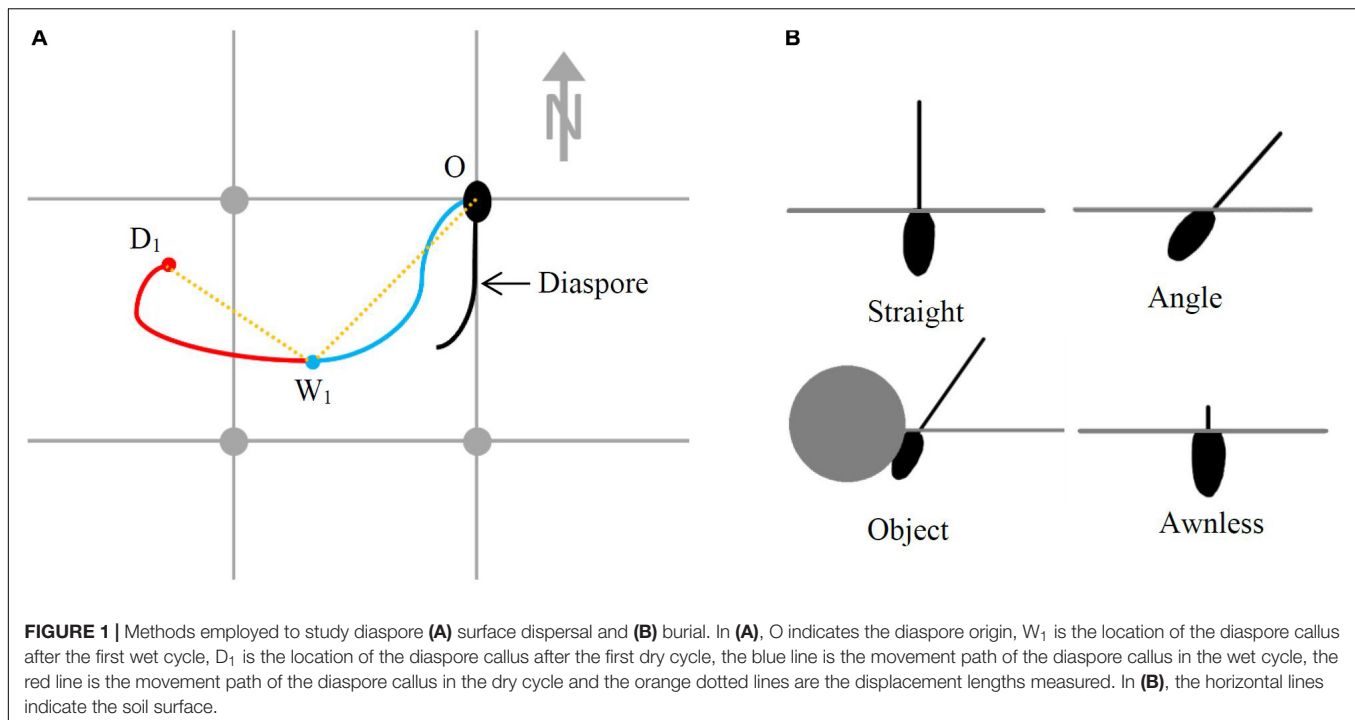 A
B
N
O
D₁
Diaspore
W₁
Straight
Angle
Object
Awnless
FIGURE 1 | Methods employed to study diaspore (A) surface dispersal and (B) burial. In (A), O indicates the diaspore origin, W₁ is the location of the diaspore callus
after the first wet cycle, D₁ is the location of the diaspore callus after the first dry cycle, the blue line is the movement path of the diaspore callus in the wet cycle, the
red line is the movement path of the diaspore callus in the dry cycle and the orange dotted lines are the displacement lengths measured. In (B), the horizontal lines
indicate the soil surface.